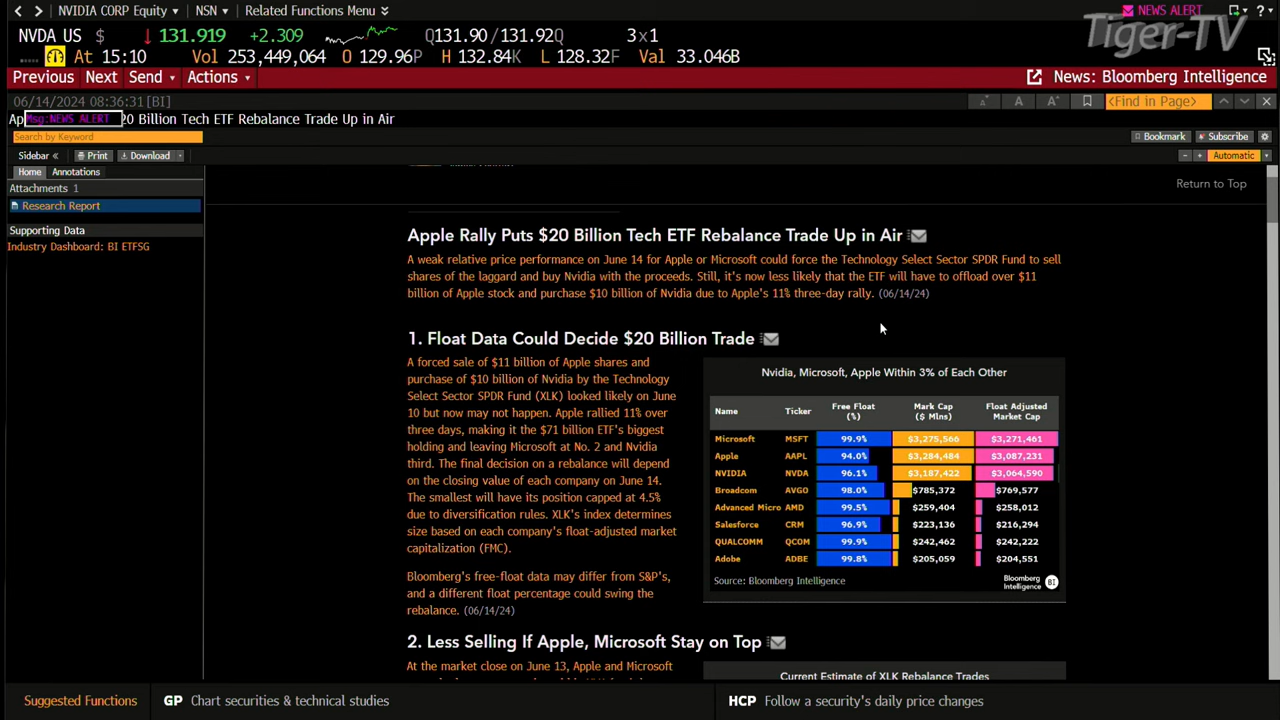 NVIDIA CORP Equity NSN Related Functions Menu
NEWS ALERT
Tiger-TV
NVDA US $ 131.919 +2.309 Q131.90/131.92Q 3x1
At 15:10 Vol 253,449,064 O 129.96P H 132.84K L 128.32F Val 33.046B
Previous Next Send Actions News: Bloomberg Intelligence
06/14/2024 08:36:31[BI] <Find in Page>
Ap Msg:NEWS ALERT 20 Billion Tech ETF Rebalance Trade Up in Air
Search by Keyword Bookmark Subscribe
Sidebar « Print Download - + Automatic
Home Annotations
Attachments 1
Research Report
Supporting Data
Industry Dashboard: BI ETFSG
Return to Top
Apple Rally Puts $20 Billion Tech ETF Rebalance Trade Up in Air
A weak relative price performance on June 14 for Apple or Microsoft could force the Technology Select Sector SPDR Fund to sell
shares of the laggard and buy Nvidia with the proceeds. Still, it's now less likely that the ETF will have to offload over $11
billion of Apple stock and purchase $10 billion of Nvidia due to Apple's 11% three-day rally. (06/14/24)
1. Float Data Could Decide $20 Billion Trade
A forced sale of $11 billion of Apple shares and
purchase of $10 billion of Nvidia by the Technology
Select Sector SPDR Fund (XLK) looked likely on June
10 but now may not happen. Apple rallied 11% over
three days, making it the $71 billion ETF's biggest
holding and leaving Microsoft at No. 2 and Nvidia
third. The final decision on a rebalance will depend
on the closing value of each company on June 14.
The smallest will have its position capped at 4.5%
due to diversification rules. XLK's index determines
size based on each company's float-adjusted market
capitalization (FMC).
Bloomberg's free-float data may differ from S&P's,
and a different float percentage could swing the
rebalance. (06/14/24)
Nvidia, Microsoft, Apple Within 3% of Each Other
Name Ticker Free Float (%) Mark Cap ($ Mlns) Float Adjusted Market Cap
Microsoft MSFT 99.9% $3,275,566 $3,271,461
Apple AAPL 94.0% $3,284,484 $3,087,231
NVIDIA NVDA 96.1% $3,187,422 $3,064,590
Broadcom AVGO 98.0% $785,372 $769,577
Advanced Micro AMD 99.5% $259,404 $258,012
Salesforce CRM 96.9% $223,136 $216,294
QUALCOMM QCOM 99.9% $242,462 $242,222
Adobe ADBE 99.8% $205,059 $204,551
Source: Bloomberg Intelligence Bloomberg Intelligence BI
2. Less Selling If Apple, Microsoft Stay on Top
At the market close on June 13, Apple and Microsoft
Current Estimate of XLK Rebalance Trades
Suggested Functions GP Chart securities & technical studies HCP Follow a security's daily price changes